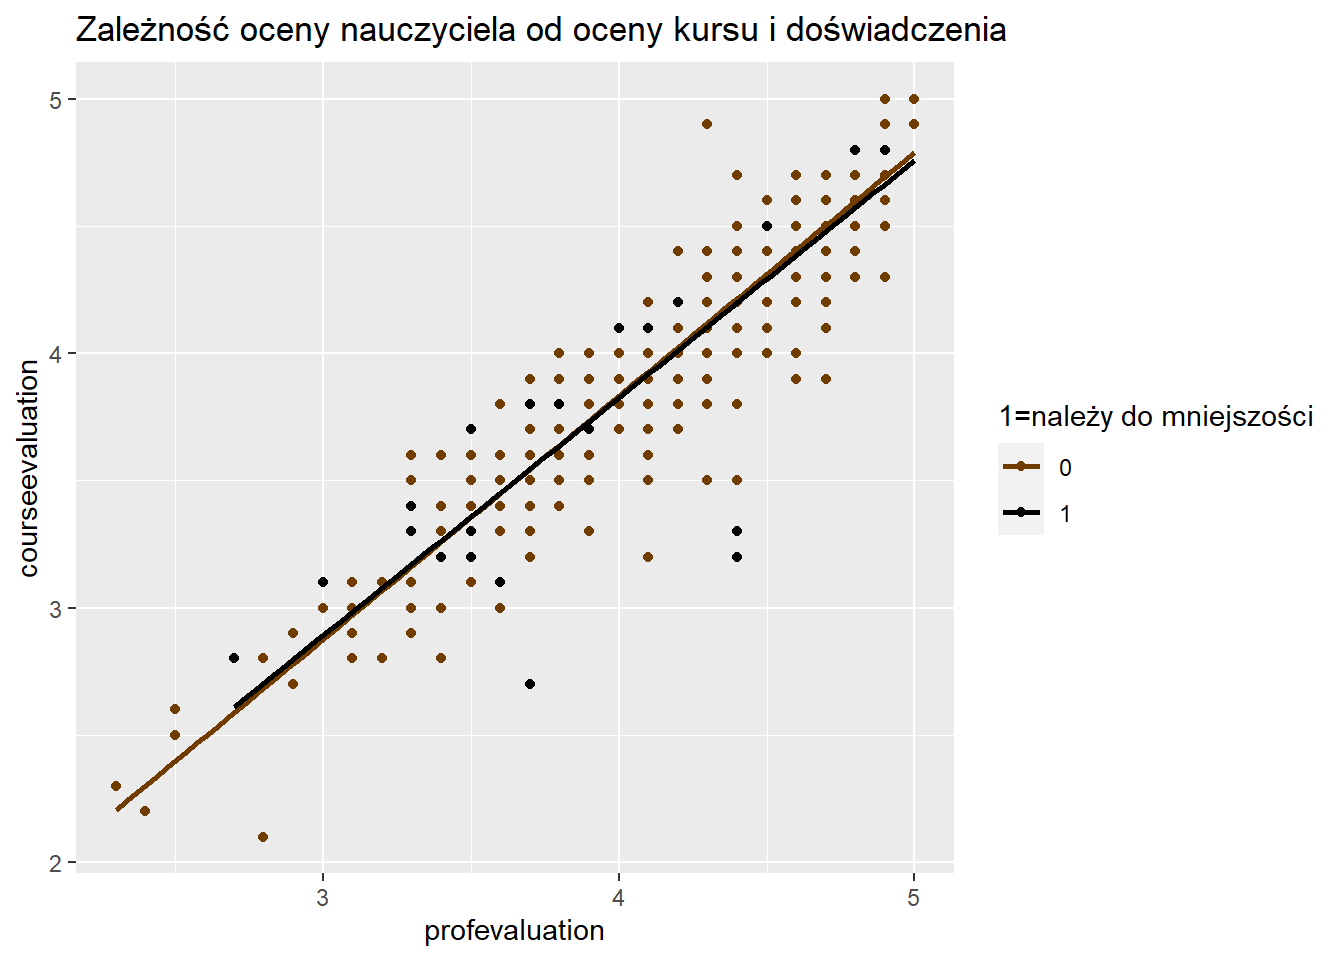 Zależność oceny nauczyciela od oceny kursu i doświadczenia
5
4
3
2
courseevaluation
3 4 5
profevaluation
1=należy do mniejszości
0
1